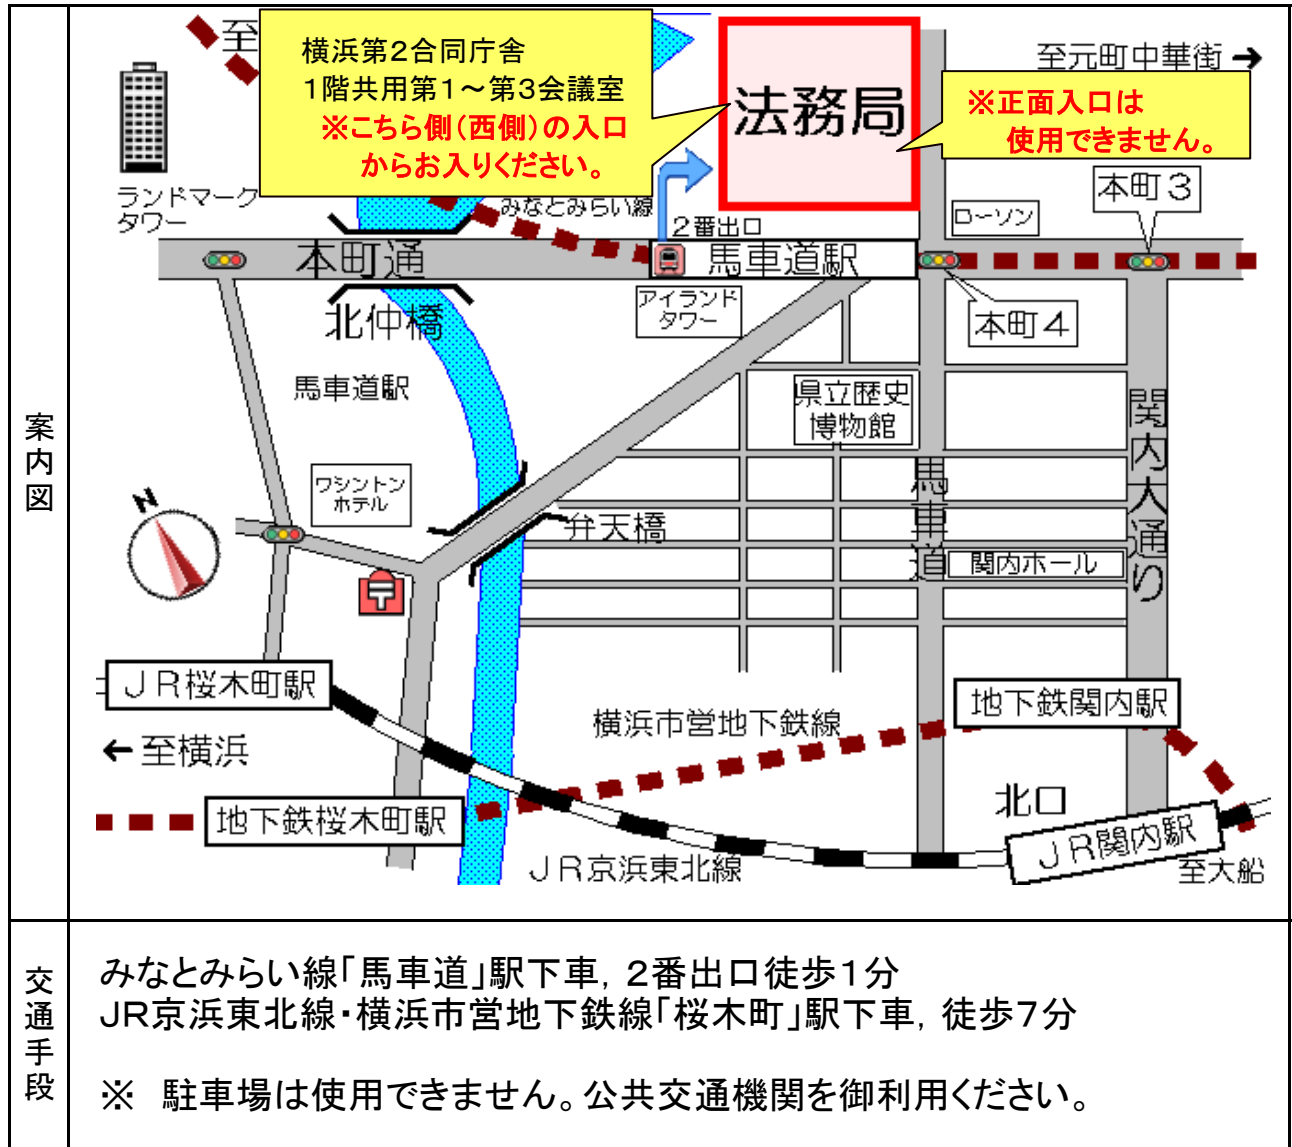 案内図
至
横浜第2合同庁舎
1階共用第1～第3会議室
※こちら側(西側)の入口
からお入りください。
法務局
至元町中華街→
※正面入口は
使用できません。
ランドマーク
タワー
みなとみらい線
2番出口
ローソン
本町3
本町通
馬車道駅
アイランド
タワー
本町4
北仲橋
馬車道駅
県立歴史
博物館
関内大通り
馬車道
N
ワシントン
ホテル
弁天橋
関内ホール
JR桜木町駅
←至横浜
横浜市営地下鉄線
地下鉄関内駅
地下鉄桜木町駅
北口
JR関内駅
JR京浜東北線
至大船
交通手段
みなとみらい線「馬車道」駅下車，2番出口徒歩1分
JR京浜東北線・横浜市営地下鉄線「桜木町」駅下車，徒歩7分
※　駐車場は使用できません。公共交通機関を御利用ください。